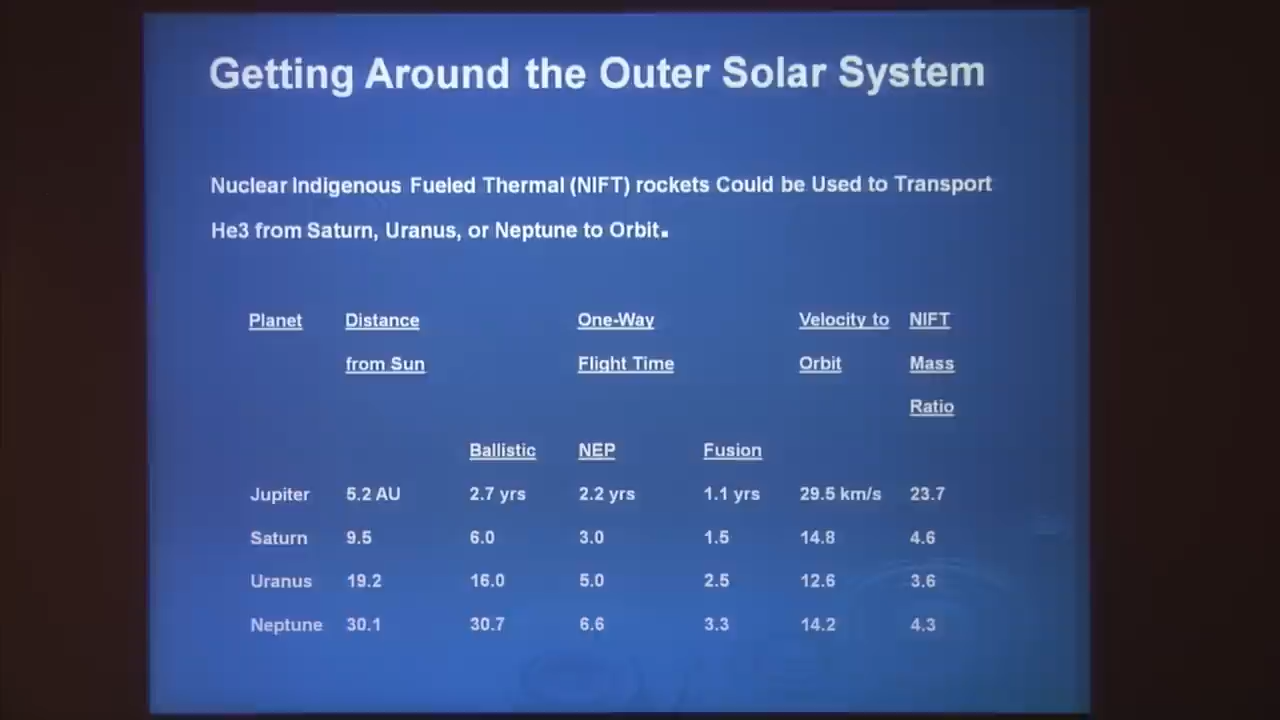 Getting Around the Outer Solar System
Nuclear Indigenous Fueled Thermal (NIFT) rockets Could be Used to Transport
He3 from Saturn, Uranus, or Neptune to Orbit.
Planet Distance One-Way Velocity to NIFT
from Sun Flight Time Orbit Mass
Ratio
Ballistic NEP Fusion
Jupiter 5.2 AU 2.7 yrs 2.2 yrs 1.1 yrs 29.5 km/s 23.7
Saturn 9.5 6.0 3.0 1.5 14.8 4.6
Uranus 19.2 16.0 5.0 2.5 12.6 3.6
Neptune 30.1 30.7 6.6 3.3 14.2 4.3